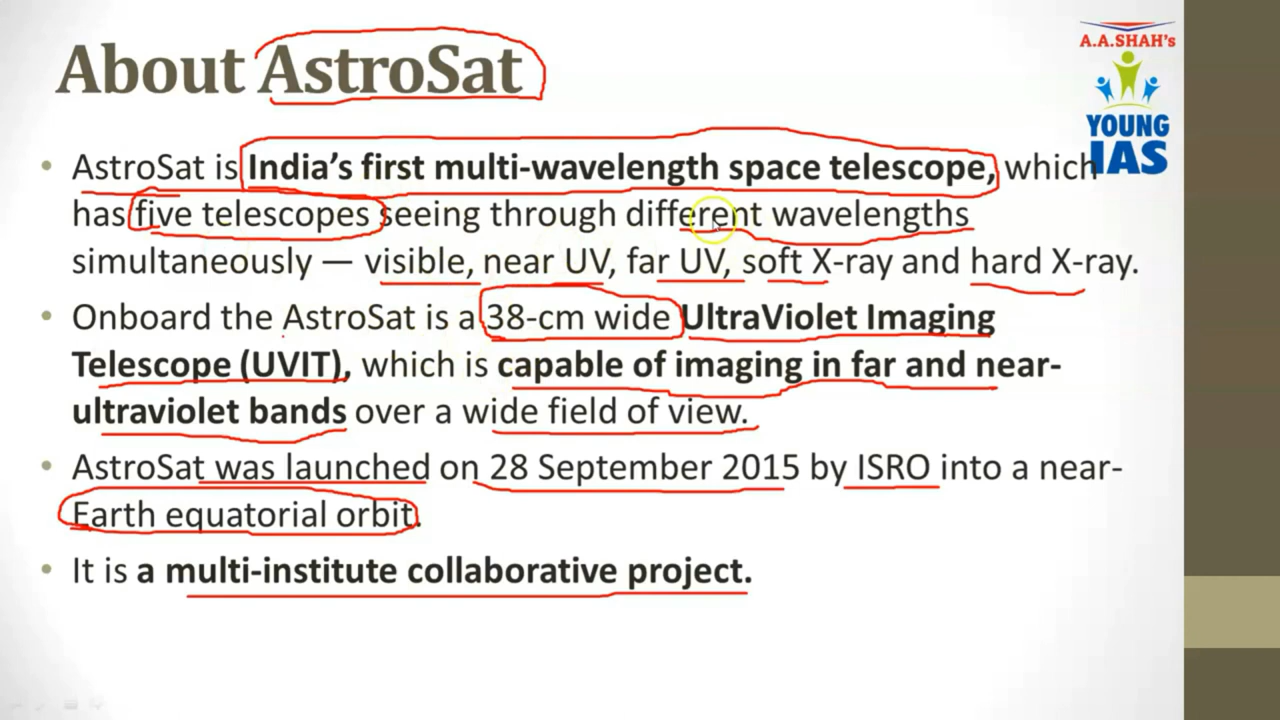 About AstroSat
A.A.SHAH's
YOUNG
IAS
• AstroSat is India's first multi-wavelength space telescope, which
has five telescopes seeing through different wavelengths
simultaneously — visible, near UV, far UV, soft X-ray and hard X-ray.
• Onboard the AstroSat is a 38-cm wide UltraViolet Imaging
Telescope (UVIT), which is capable of imaging in far and near-
ultraviolet bands over a wide field of view.
• AstroSat was launched on 28 September 2015 by ISRO into a near-
Earth equatorial orbit.
• It is a multi-institute collaborative project.